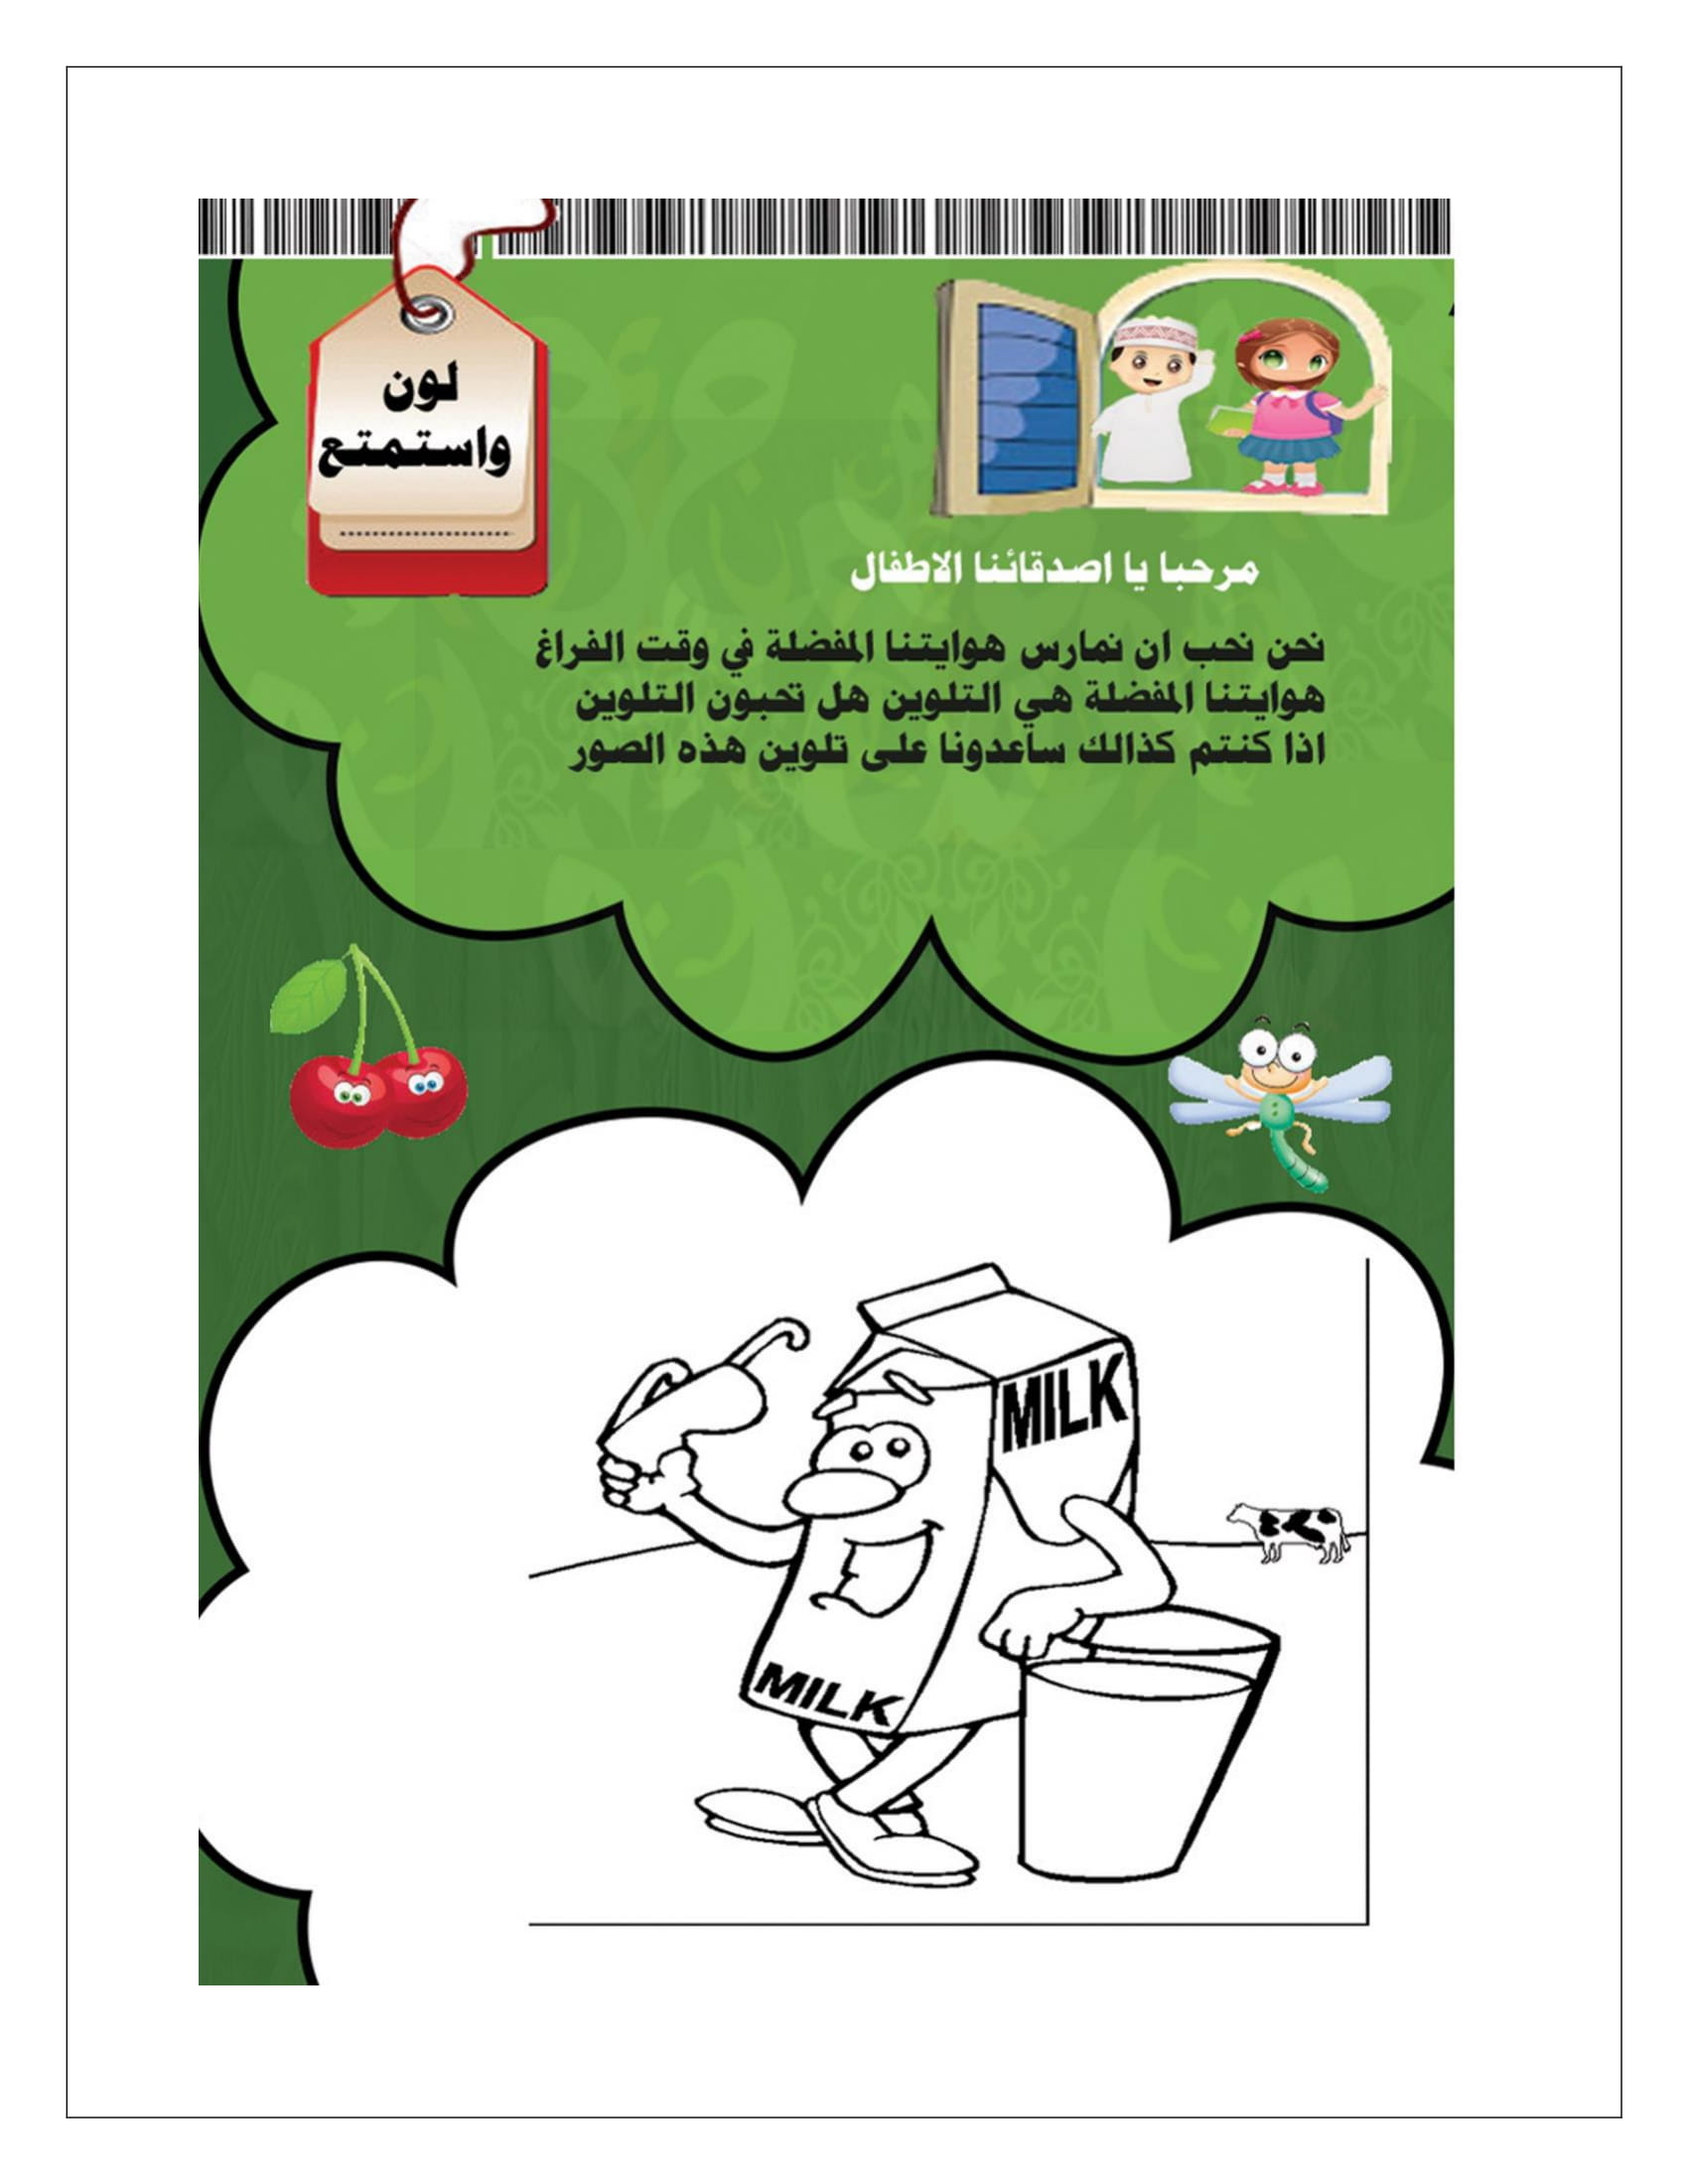 لون
واستمتع
مرحبا يا اصدقائنا الاطفال
نحن نحب ان نمارس هوايتنا المفضلة في وقت الفراغ
هوايتنا المفضلة هي التلوين هل تحبون التلوين
اذا كنتم كذالك ساعدونا على تلوين هذه الصور
MILK
MILK